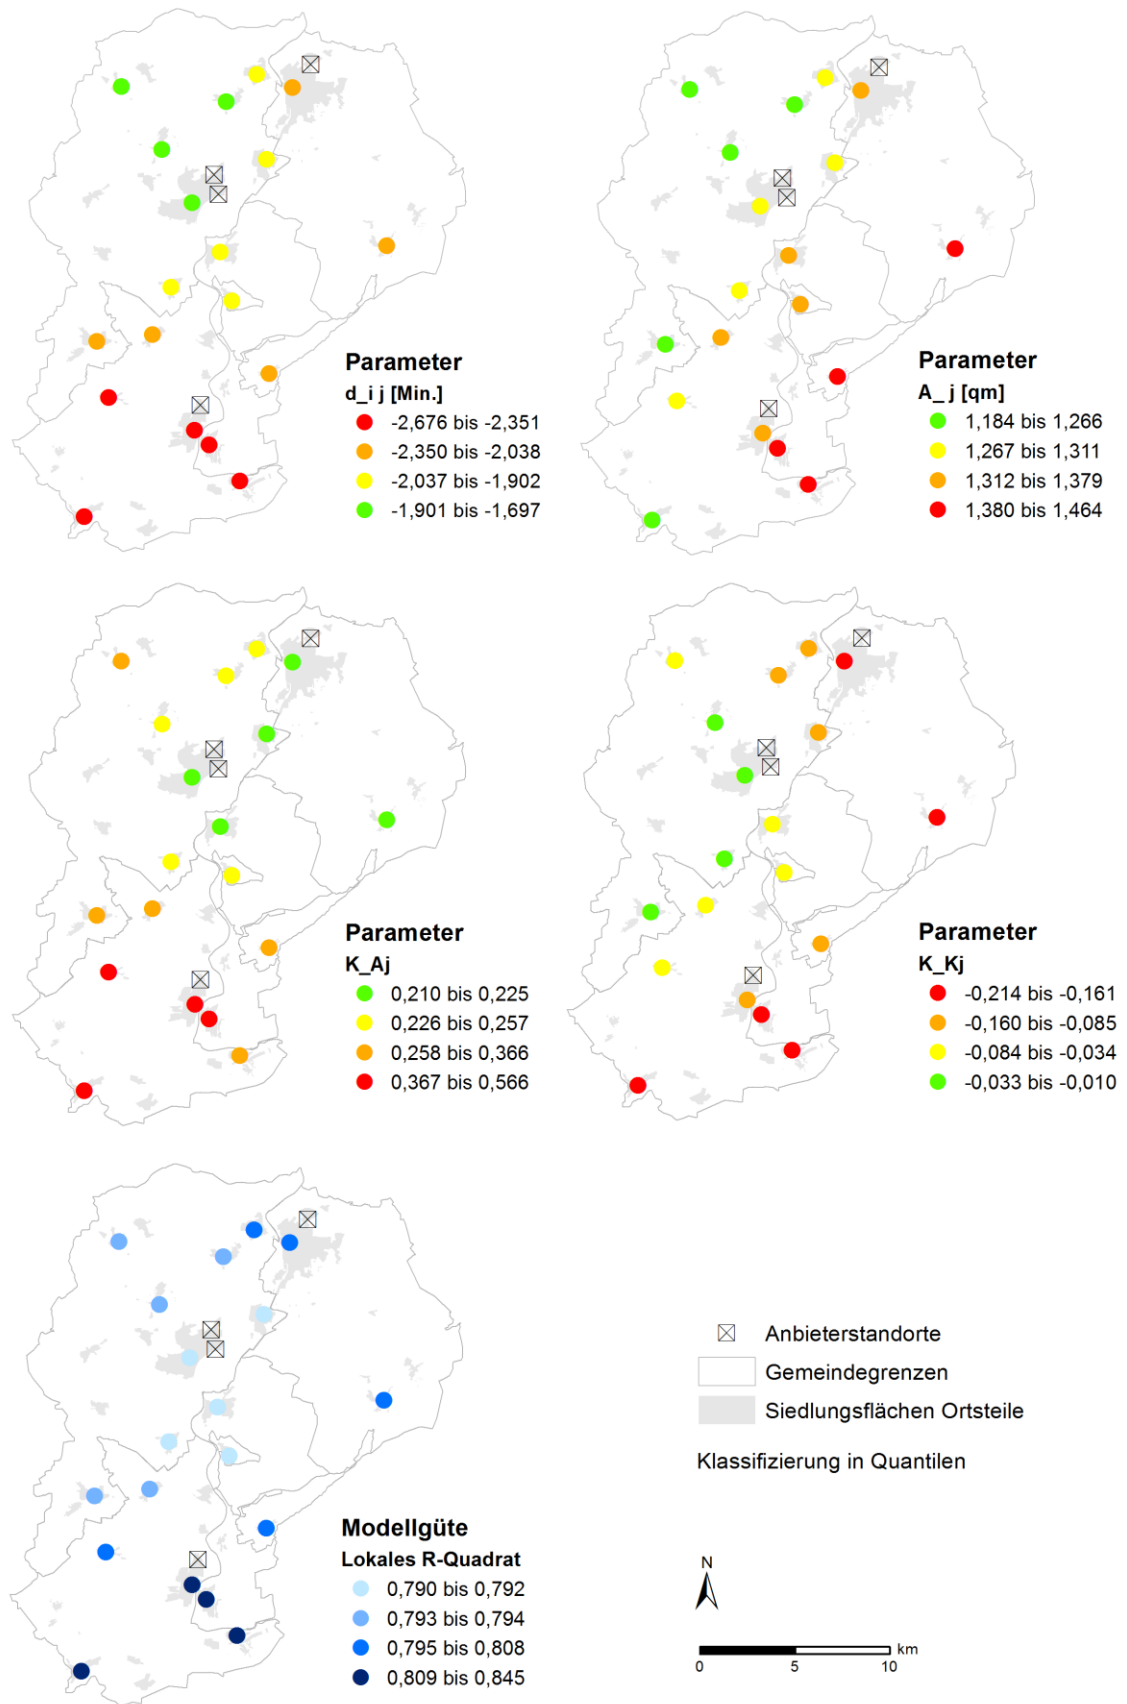 Parameter
d_i j [Min.]
-2,676 bis -2,351
-2,350 bis -2,038
-2,037 bis -1,902
-1,901 bis -1,697
Parameter
A_ j [qm]
1,184 bis 1,266
1,267 bis 1,311
1,312 bis 1,379
1,380 bis 1,464
Parameter
K_Aj
0,210 bis 0,225
0,226 bis 0,257
0,258 bis 0,366
0,367 bis 0,566
Parameter
K_Kj
-0,214 bis -0,161
-0,160 bis -0,085
-0,084 bis -0,034
-0,033 bis -0,010
Modellgüte
Lokales R-Quadrat
0,790 bis 0,792
0,793 bis 0,794
0,795 bis 0,808
0,809 bis 0,845
Anbieterstandorte
Gemeindegrenzen
Siedlungsflächen Ortsteile
Klassifizierung in Quantilen
N
km
0 5 10